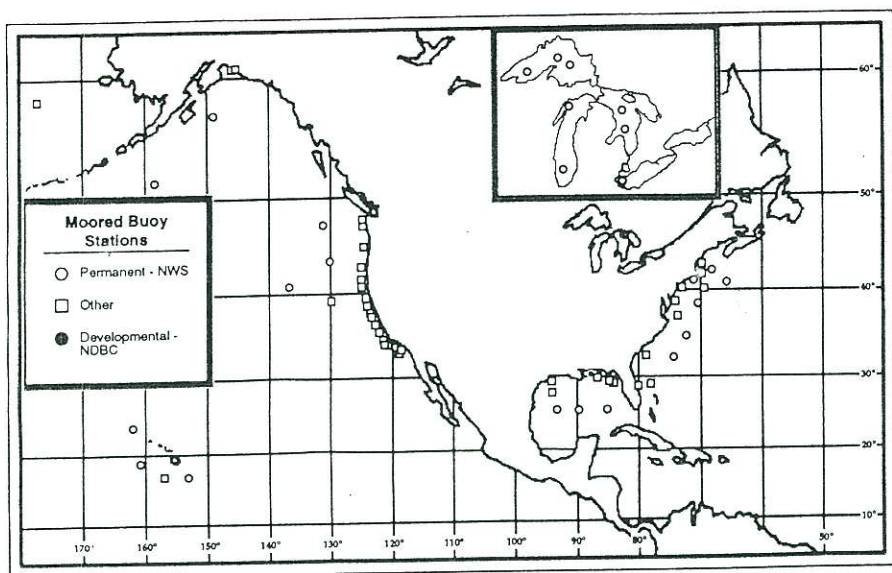 60°
50°
Moored Buoy
Stations
Permanent - NWS
Other
Developmental -
NDBC
40°
30°
20°
10°
170°
160°
150°
140°
130°
120°
110°
100°
90°
80°
50°